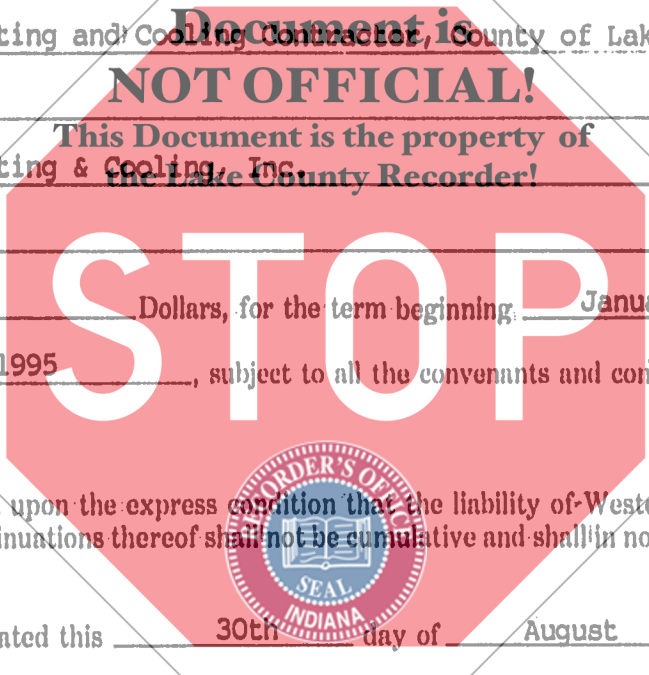 ting and Cooling Contractor, County of Lak
Document is
NOT OFFICIAL!
This Document is the property of
the Lake County Recorder!
ting & Cooling, Inc.
STOP
Dollars, for the term beginning Janua
1995, subject to all the convenants and con
upon the express condition that the liability of Weste
inuations thereof shall not be cumulative and shall in no
RECORDER'S OFFICE
SEAL
INDIANA
ated this 30th day of August